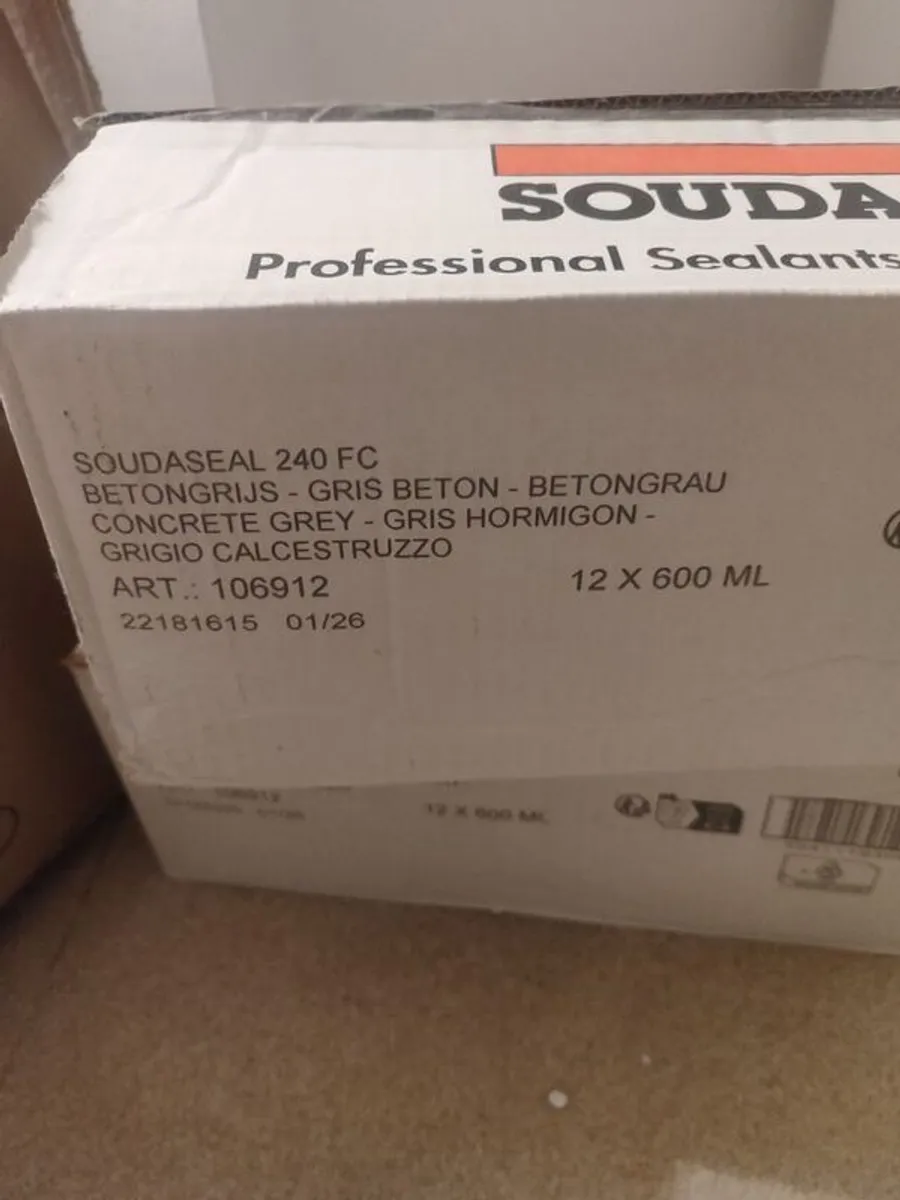 SOUDA
Professional Sealants
SOUDASEAL 240 FC
BETONGRIJS - GRIS BETON - BETONGRAU
CONCRETE GREY - GRIS HORMIGON -
GRIGIO CALCESTRUZZO
ART.: 106912
12 X 600 ML
22181615 01/26
12 X 600 ML